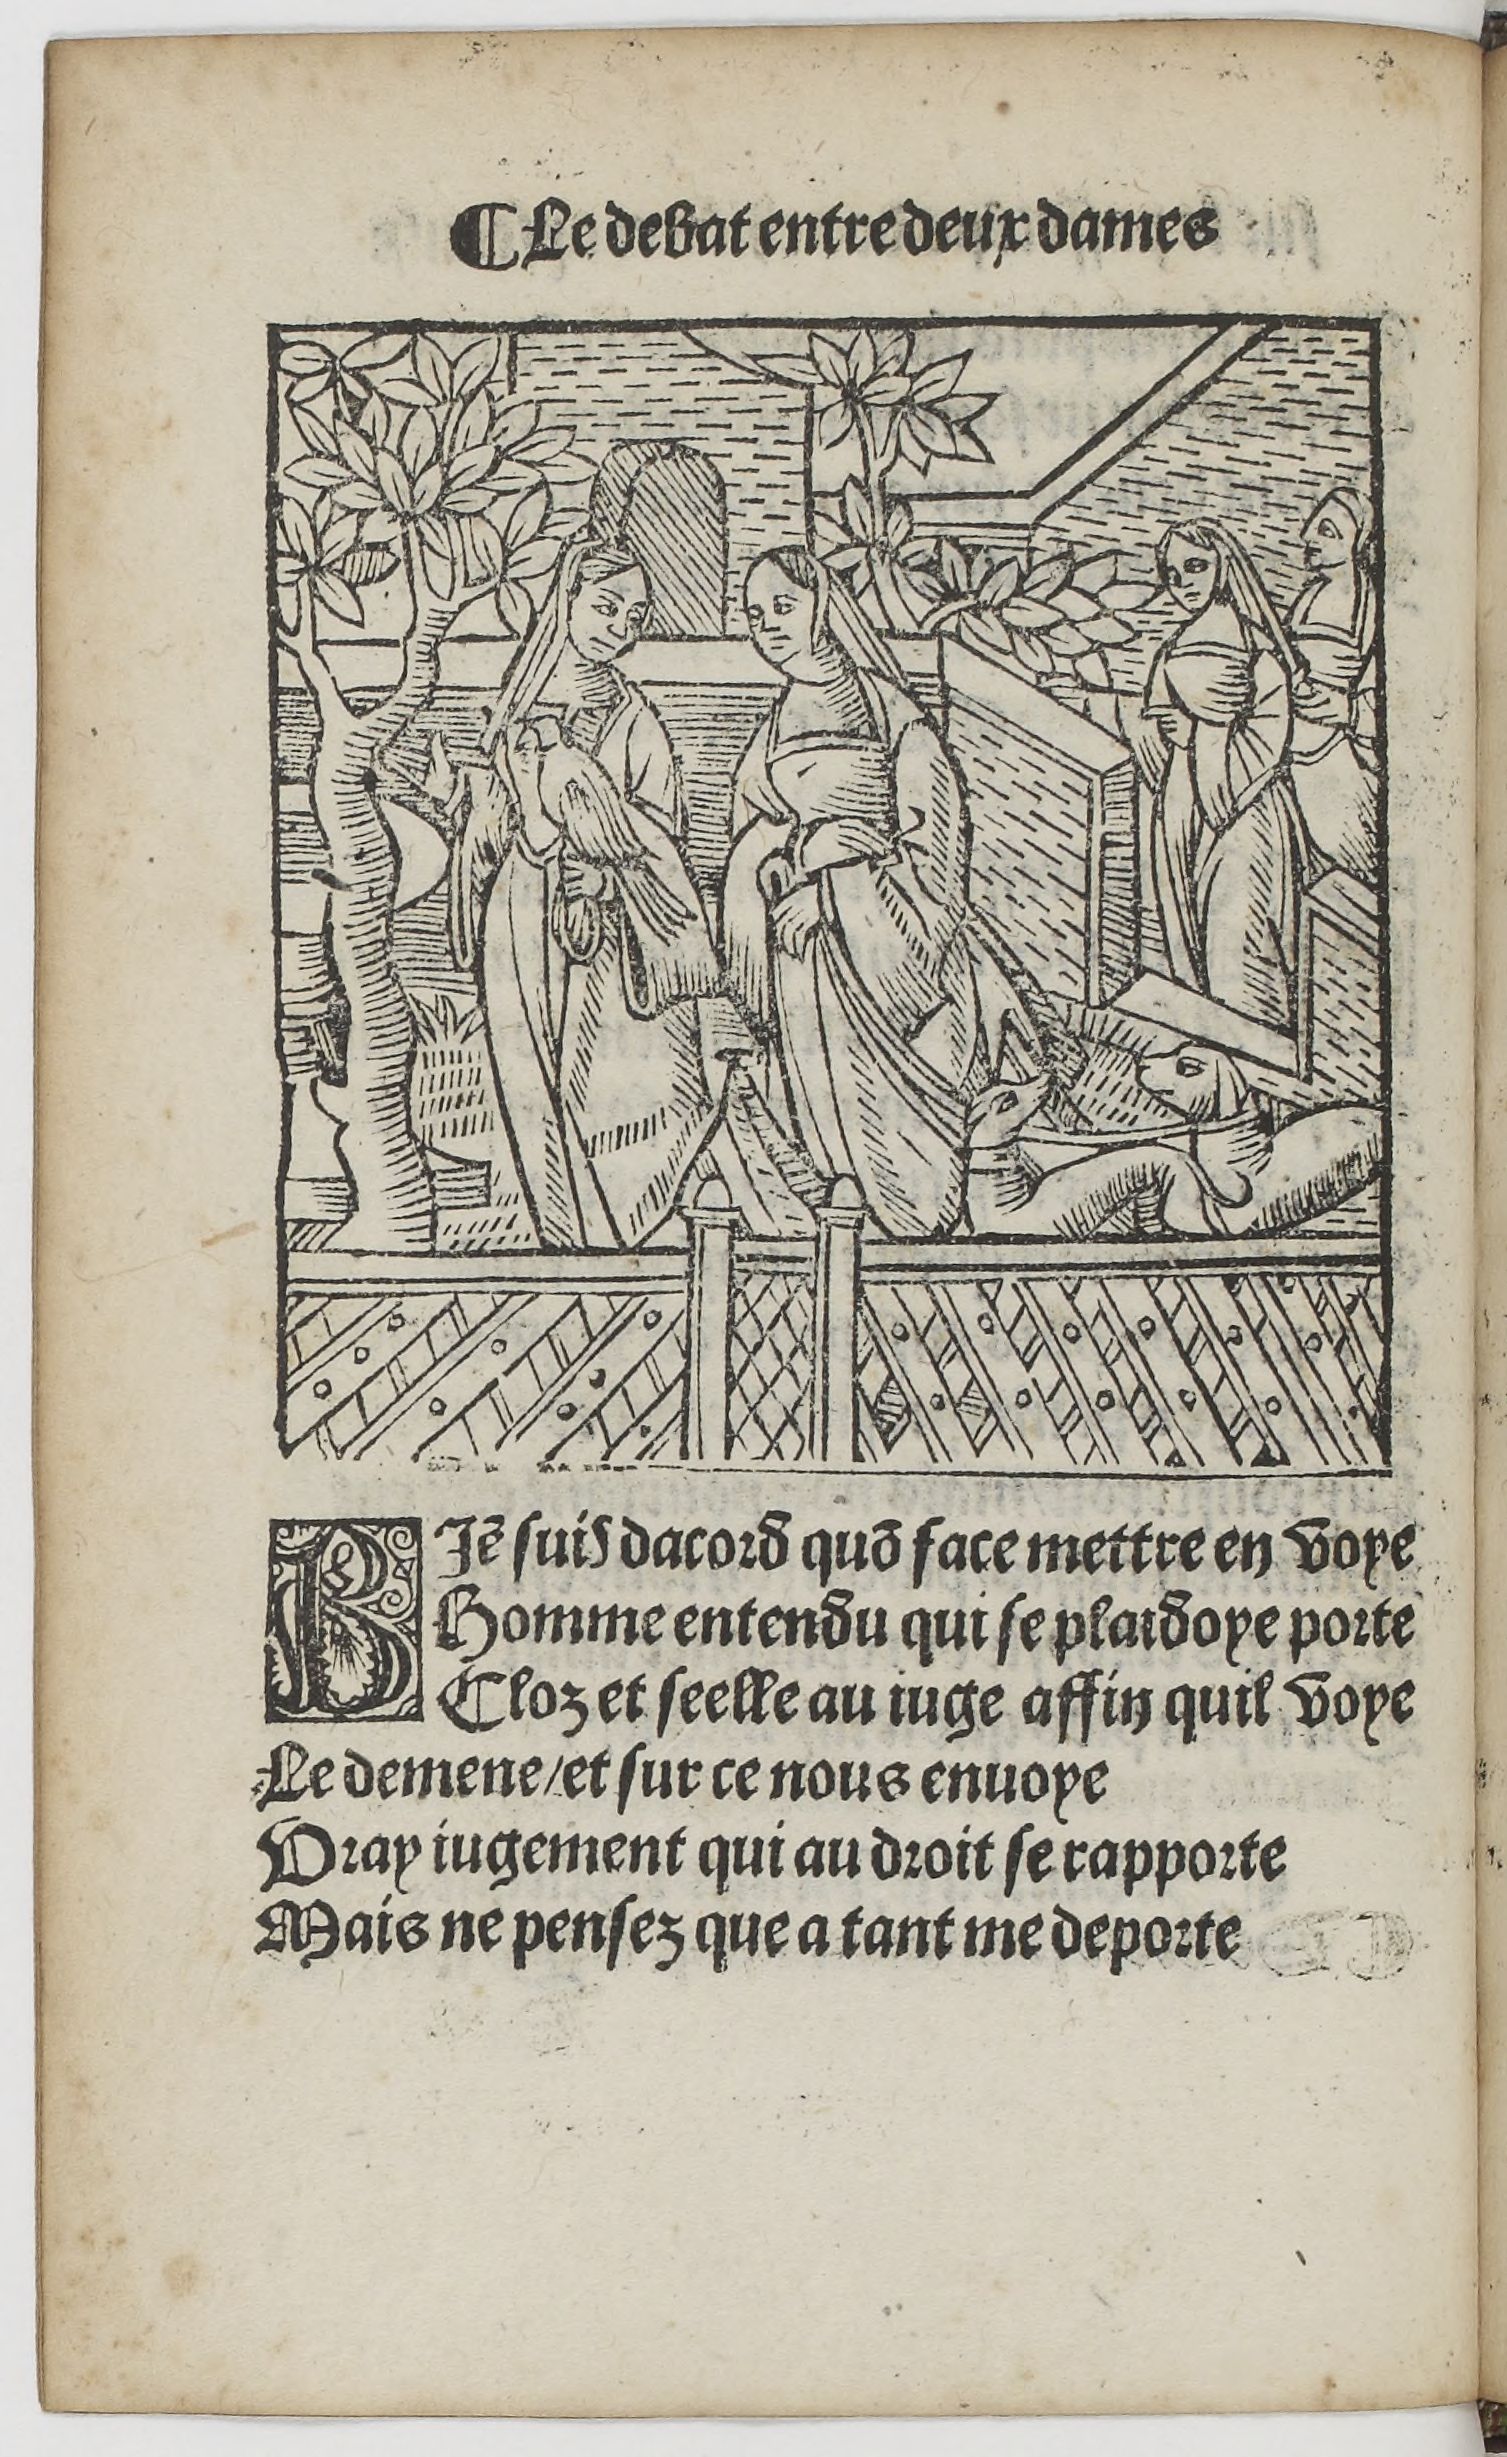 ¶ Le debat entre deux dames
BIẽ suis dacord quõ face mettre en voye
Homme entendu qui se plaidoye porte
Cloz et seelle au iuge affin quil voye
Le demene/et sur ce nous enuoye
Vray iugement qui au droit se rapporte
Mais ne pensez que a tant me deporte